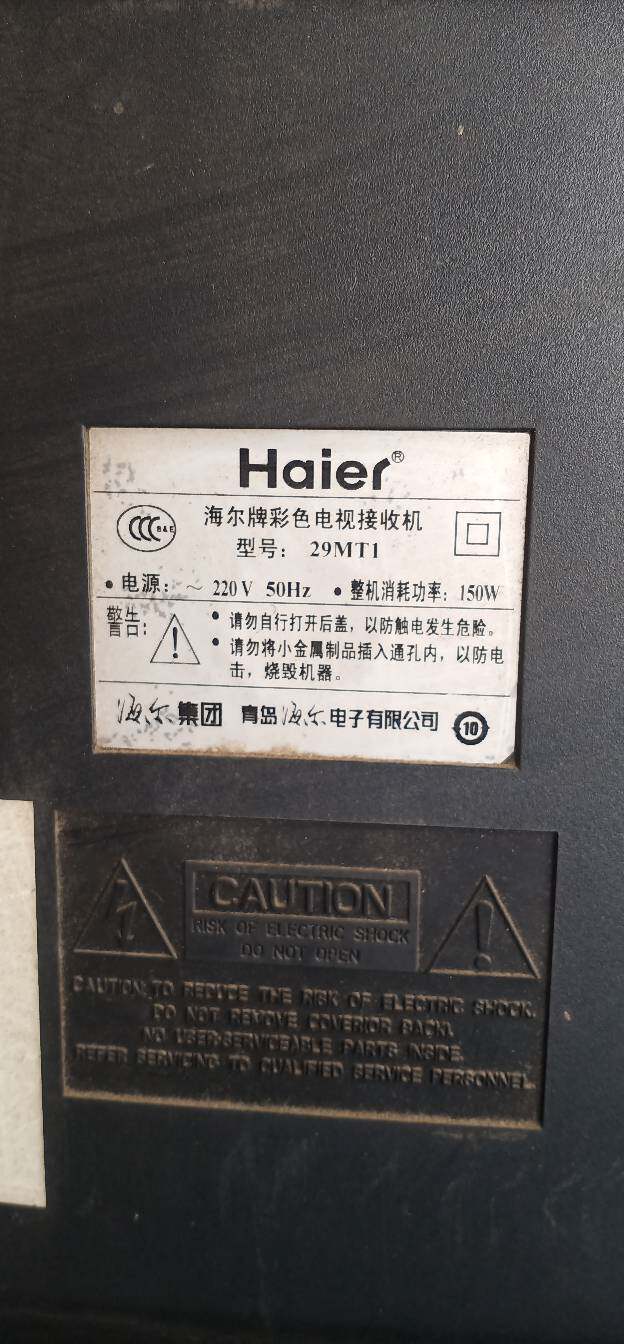 Haier®
CCC S&E
海尔牌彩色电视接收机
型号： 29MT1
• 电源：～ 220V 50Hz • 整机消耗功率：150W
警告：
! • 请勿自行打开后盖，以防触电发生危险。
• 请勿将小金属制品插入通孔内，以防电
击，烧毁机器。
海尔集团 青岛海尔电子有限公司 10
CAUTION
RISK OF ELECTRIC SHOCK
DO NOT OPEN
!
CAUTION: TO REDUCE THE RISK OF ELECTRIC SHOCK.
DO NOT REMOVE COVER(OR BACK).
NO USER-SERVICEABLE PARTS INSIDE.
REFER SERVICING TO QUALIFIED SERVICE PERSONNEL